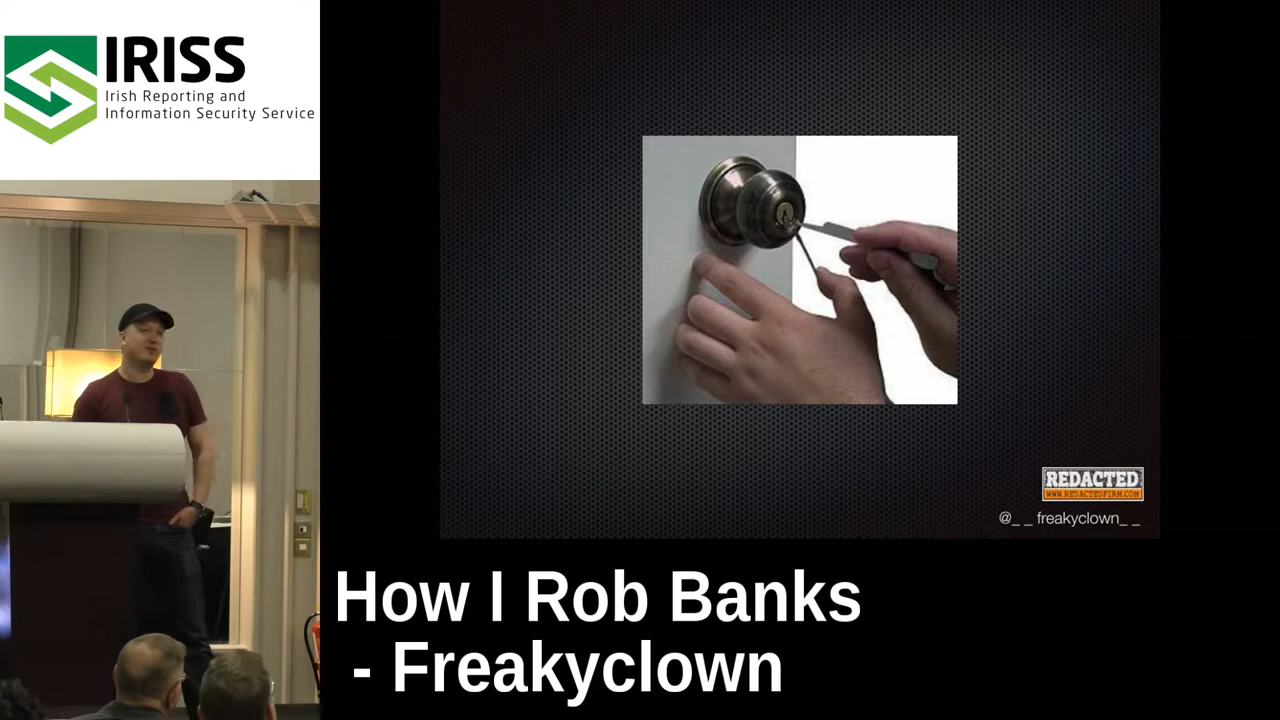 IRISS
Irish Reporting and
Information Security Service
REDACTED
WWW.REDACTEDFIRM.COM
@_ _ freakyclown_ _
How I Rob Banks
- Freakyclown